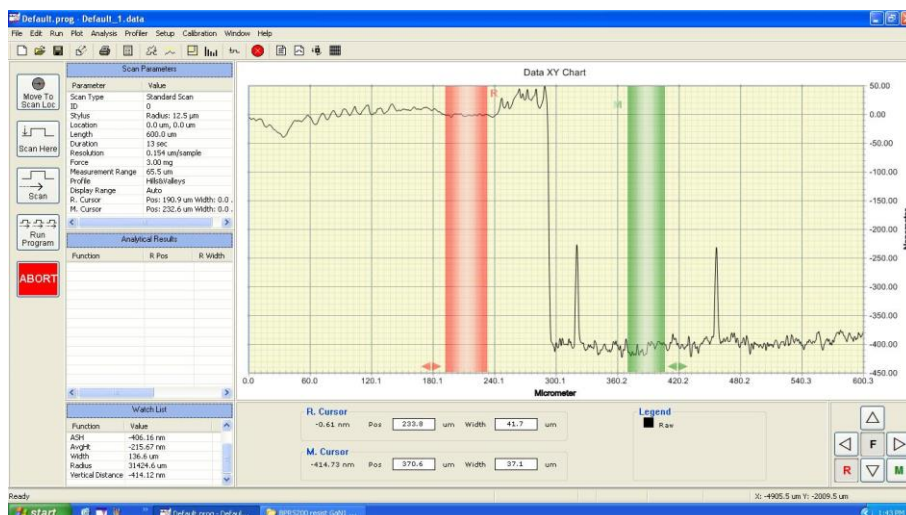 Default.prog - Default_1.data
File Edit Run Plot Analysis Profiler Setup Calibration Window Help
Move To
Scan Loc
Scan Here
Scan
Run
Program
ABORT
Scan Parameters
Parameter Value
Scan Type Standard Scan
ID 0
Stylus Radius: 12.5 µm
Location 0.0 um, 0.0 um
Length 600.0 um
Duration 13 sec
Resolution 0.154 um/sample
Force 3.00 mg
Measurement Range 65.5 um
Profile Hills&Valleys
Display Range Auto
R. Cursor Pos: 190.9 um Width: 0.0 .
M. Cursor Pos: 232.6 um Width: 0.0 .
Analytical Results
Function R Pos R Width
Watch List
Function Value
ASH -406.16 nm
AvgHt -215.67 nm
Width 136.6 um
Radius 31424.6 um
Vertical Distance -414.12 nm
Data XY Chart
R
M
50.00
0.00
-50.00
-100.00
-150.00
-200.00
-250.00
-300.00
-350.00
-400.00
-450.00
0.0 60.0 120.1 180.1 240.1 300.1 360.2 420.2 480.2 540.3 600.3
Micrometer
R. Cursor
-0.61 nm Pos 233.8 um Width 41.7 um
M. Cursor
-414.73 nm Pos 370.6 um Width 37.1 um
Legend
Raw
F
R M
Ready
X: -4905.5 um Y: -2009.5 um
start
Default.prog - Defaul...
1:43 PM